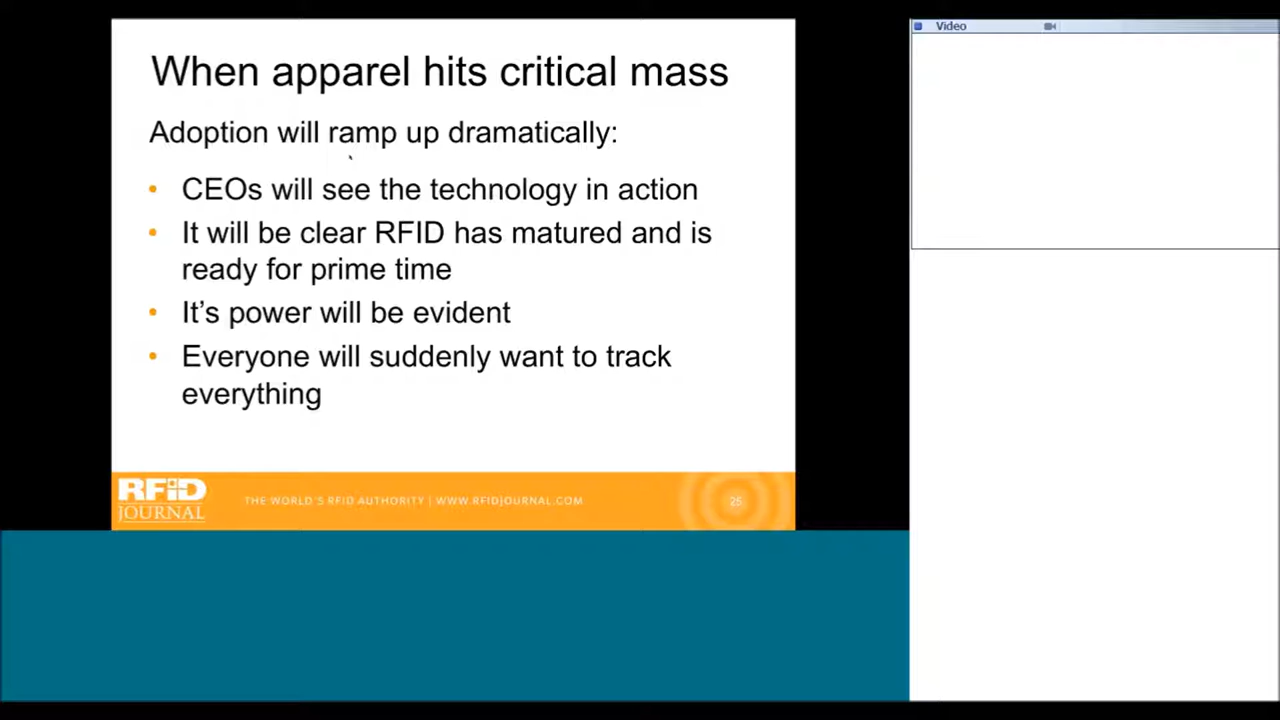 Video
When apparel hits critical mass
Adoption will ramp up dramatically:
• CEOs will see the technology in action
• It will be clear RFID has matured and is
ready for prime time
• It’s power will be evident
• Everyone will suddenly want to track
everything
RFiD
JOURNAL
THE WORLD'S RFID AUTHORITY | WWW.RFIDJOURNAL.COM
25